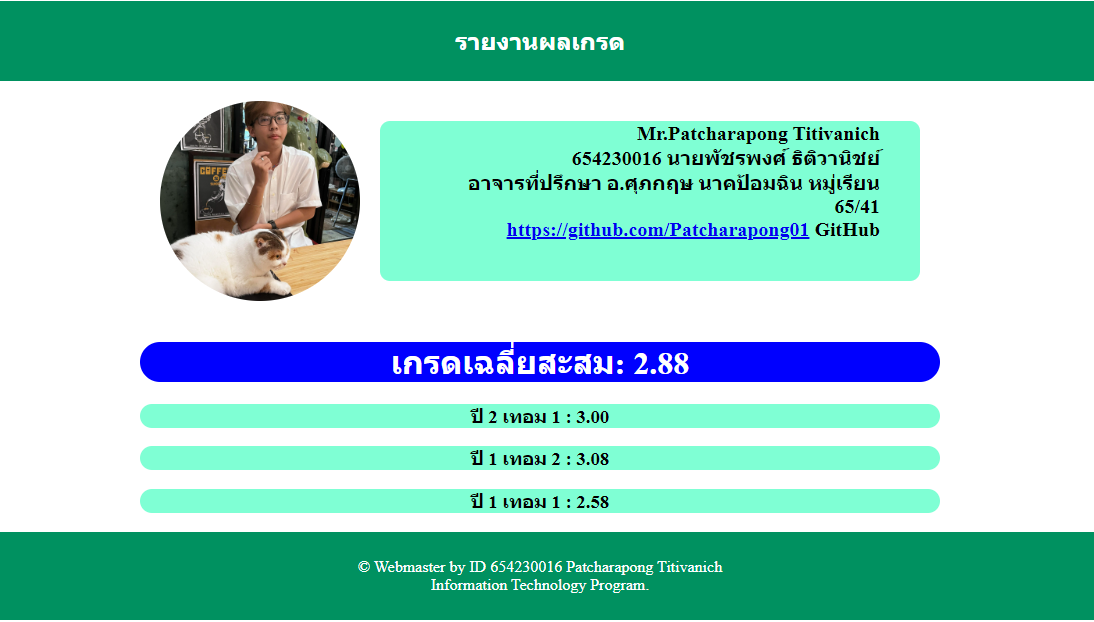 รายงานผลเกรด
COFFEE
Mr.Patcharapong Titivanich
654230016 นายพัชรพงศ์ ธิติวานิชย์
อาจารที่ปรึกษา อ.ศุภกฤษ นาคป้อมฉิน หมู่เรียน
65/41
https://github.com/Patcharapong01 GitHub
เกรดเฉลี่ยสะสม: 2.88
ปี 2 เทอม 1 : 3.00
ปี 1 เทอม 2 : 3.08
ปี 1 เทอม 1 : 2.58
© Webmaster by ID 654230016 Patcharapong Titivanich
Information Technology Program.